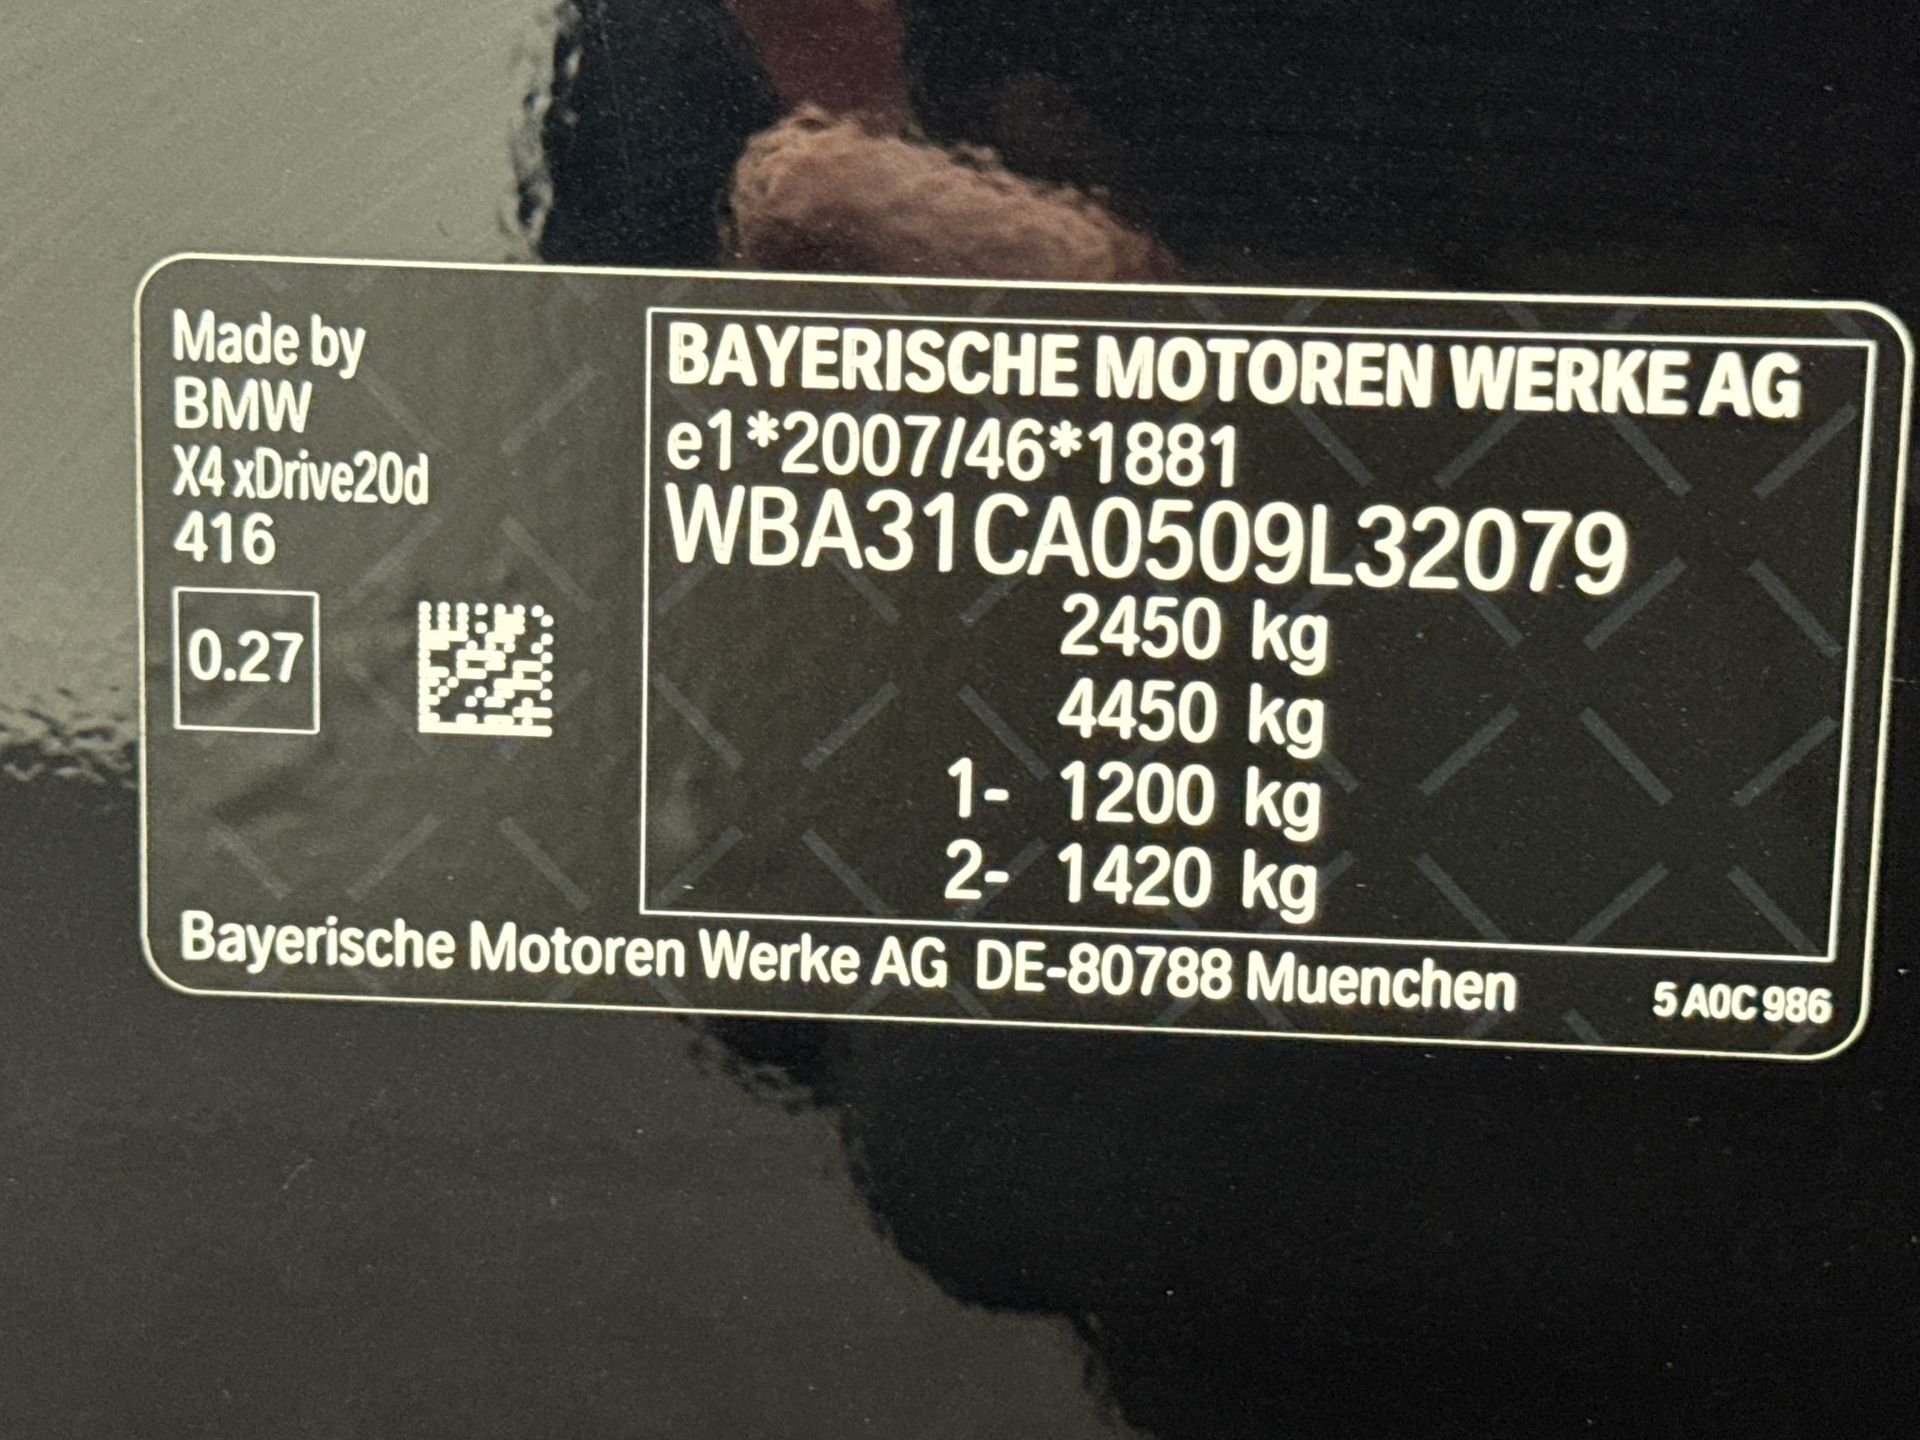 Made by
BMW
X4 xDrive20d
416
0.27
BAYERISCHE MOTOREN WERKE AG
e1*2007/46*1881
WBA31CA0509L32079
2450 kg
4450 kg
1- 1200 kg
2- 1420 kg
Bayerische Motoren Werke AG DE-80788 Muenchen
5 A0C 986